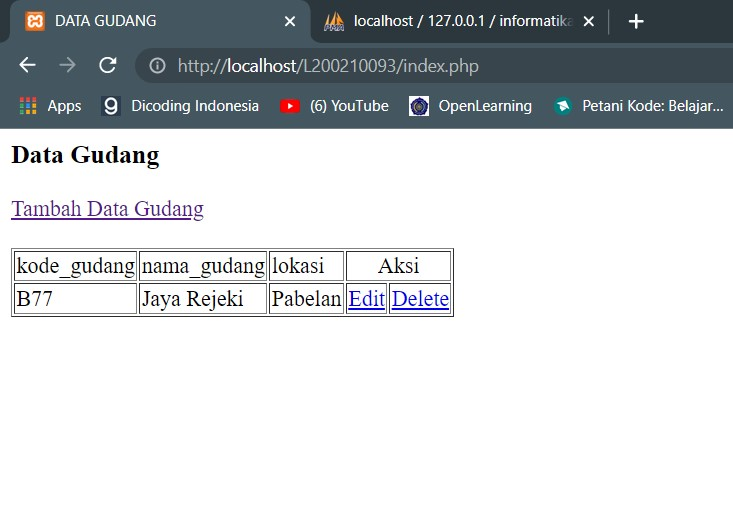 DATA GUDANG
localhost / 127.0.0.1 / informatika
http://localhost/L200210093/index.php
Apps Dicoding Indonesia (6) YouTube OpenLearning Petani Kode: Belajar...
Data Gudang
Tambah Data Gudang
kode_gudang nama_gudang lokasi Aksi
B77 Jaya Rejeki Pabelan Edit Delete